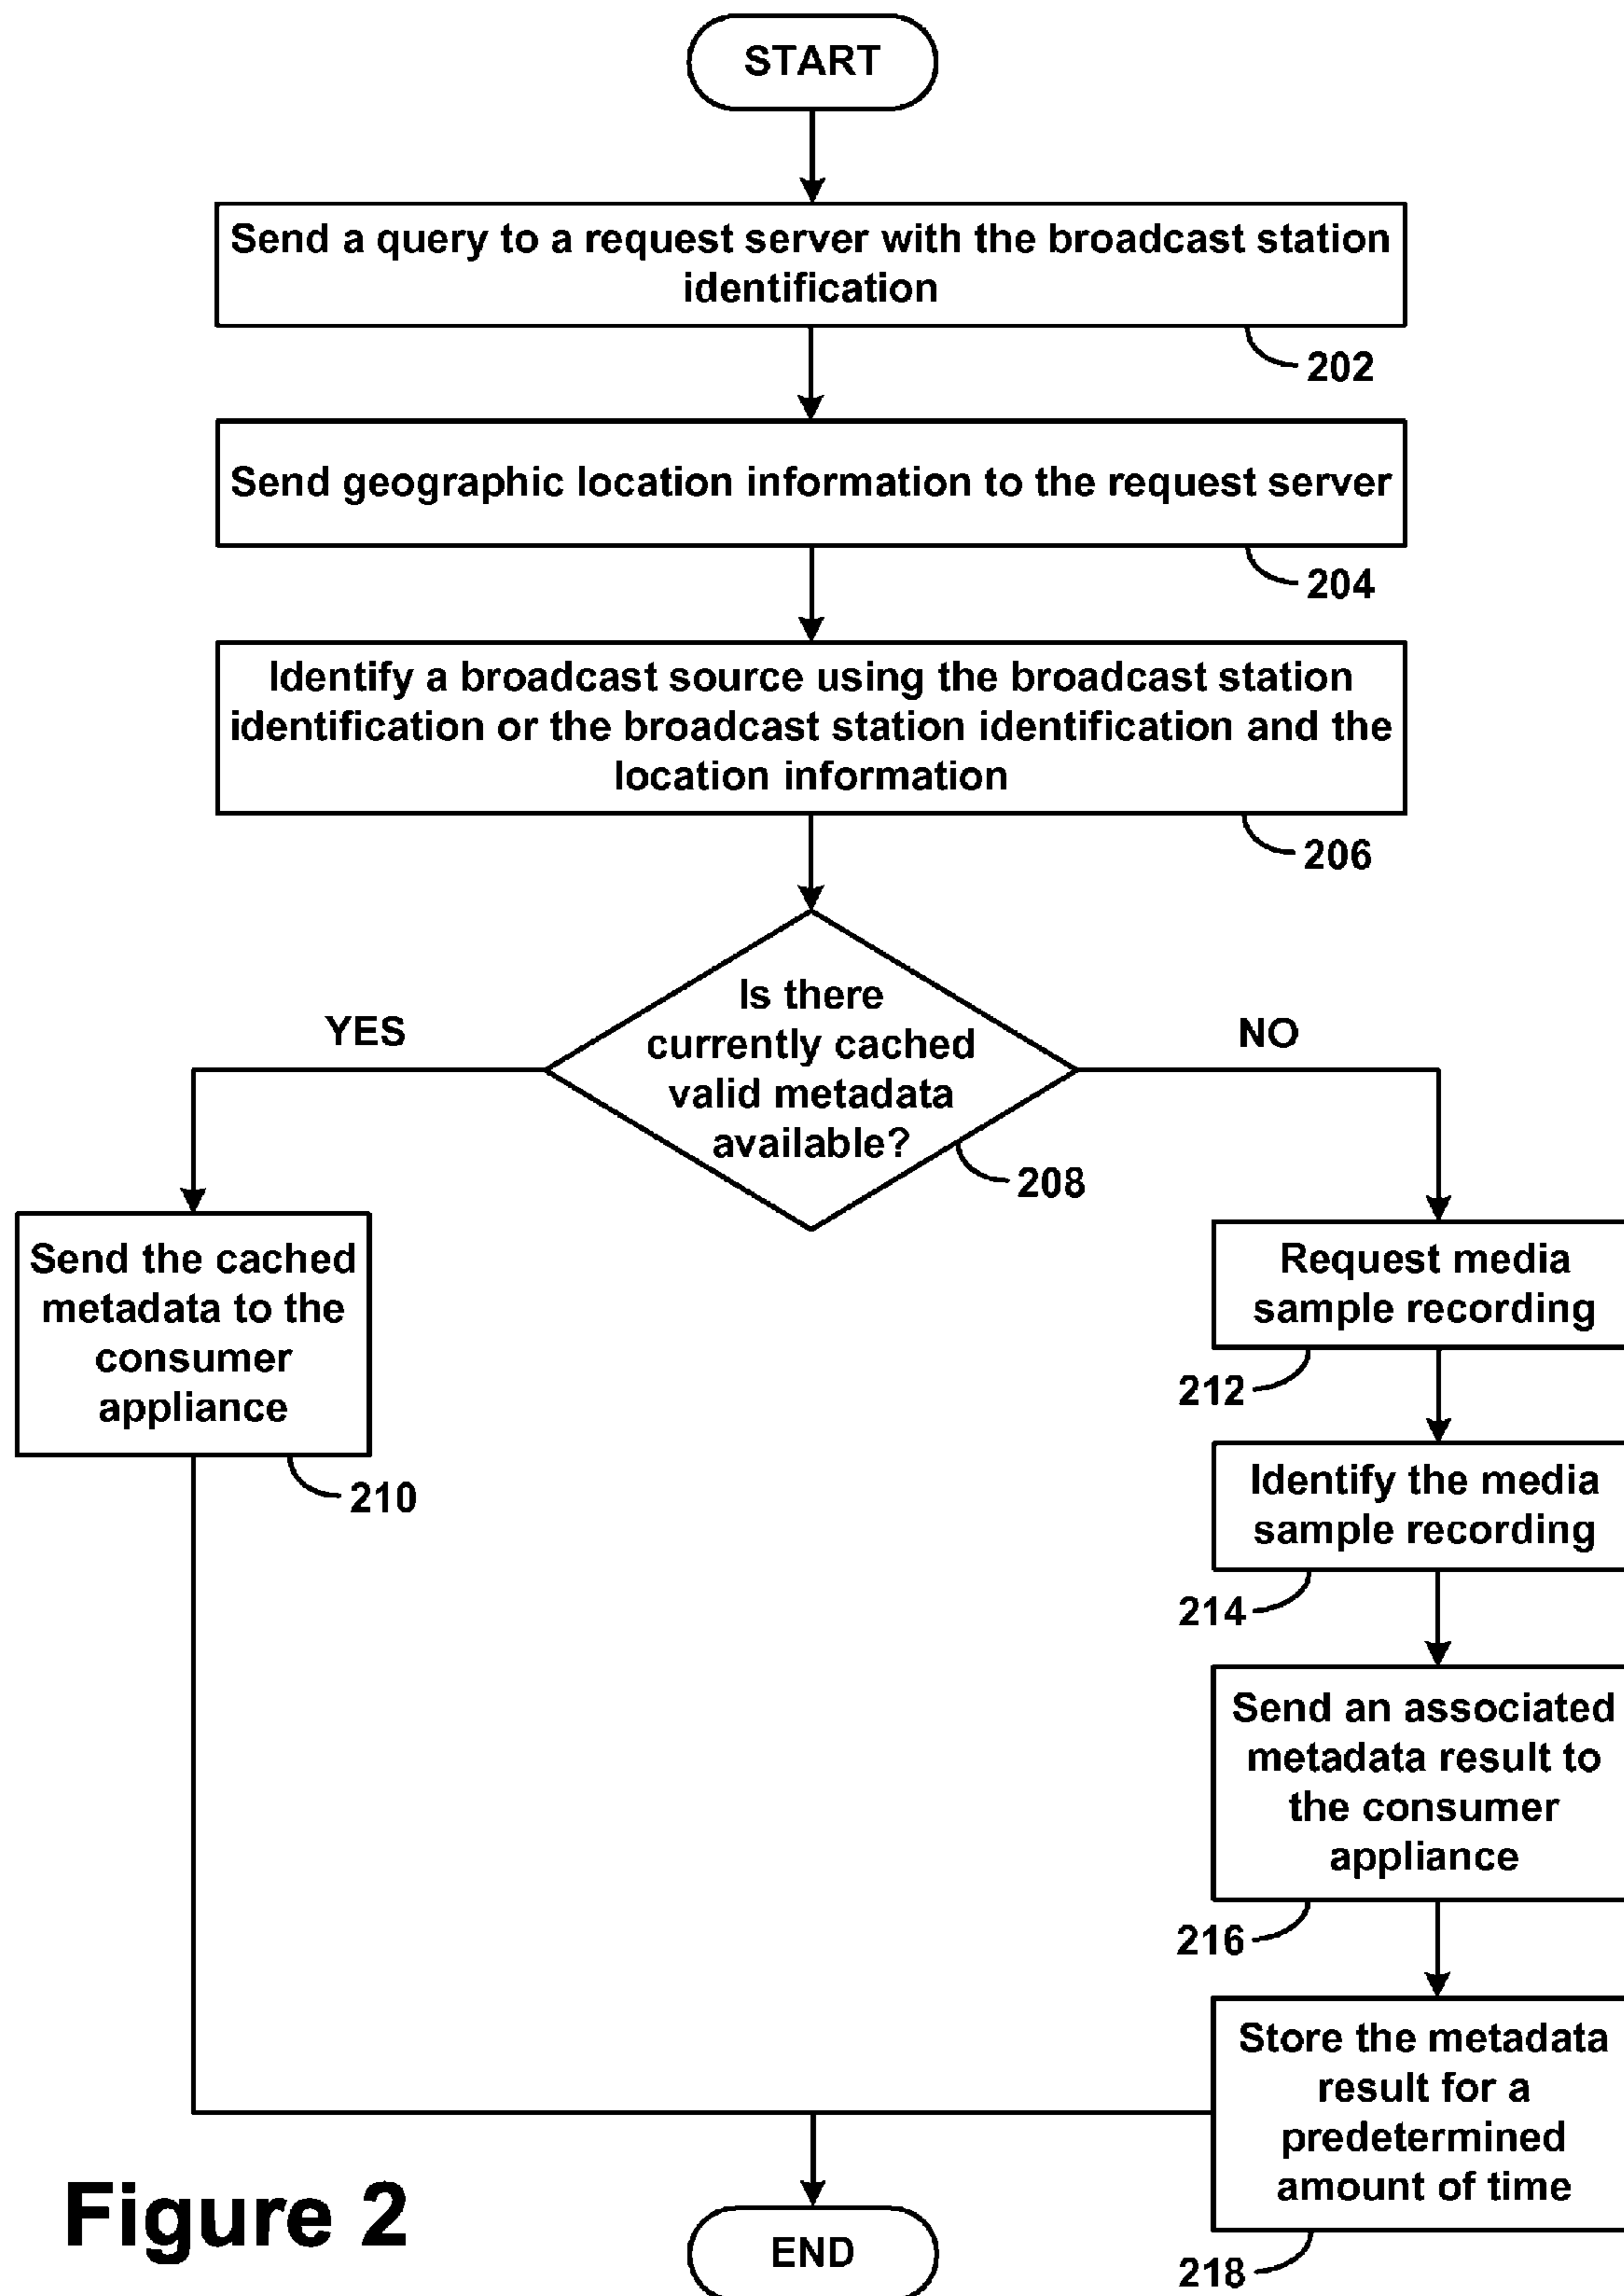 START
Send a query to a request server with the broadcast station
identification
202
Send geographic location information to the request server
204
Identify a broadcast source using the broadcast station
identification or the broadcast station identification and the
location information
206
Is there
currently cached
valid metadata
available?
208
YES
NO
Send the cached
metadata to the
consumer
appliance
210
Request media
sample recording
212
Identify the media
sample recording
214
Send an associated
metadata result to
the consumer
appliance
216
Store the metadata
result for a
predetermined
amount of time
218
END
Figure 2